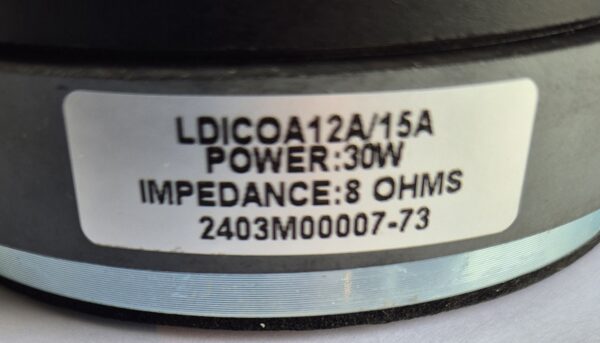 LDICOA12A/15A
POWER:30W
IMPEDANCE:8 OHMS
2403M00007-73